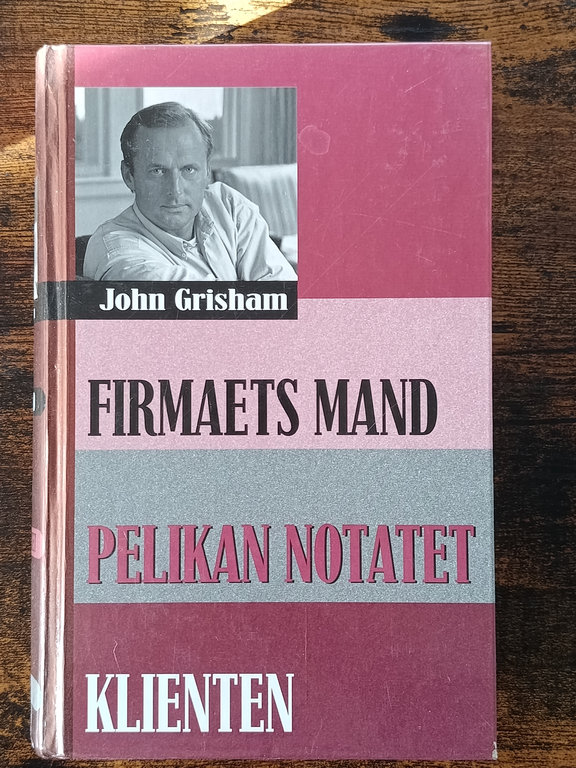 John Grisham
FIRMAETS MAND
PELIKAN NOTATET
KLIENTEN